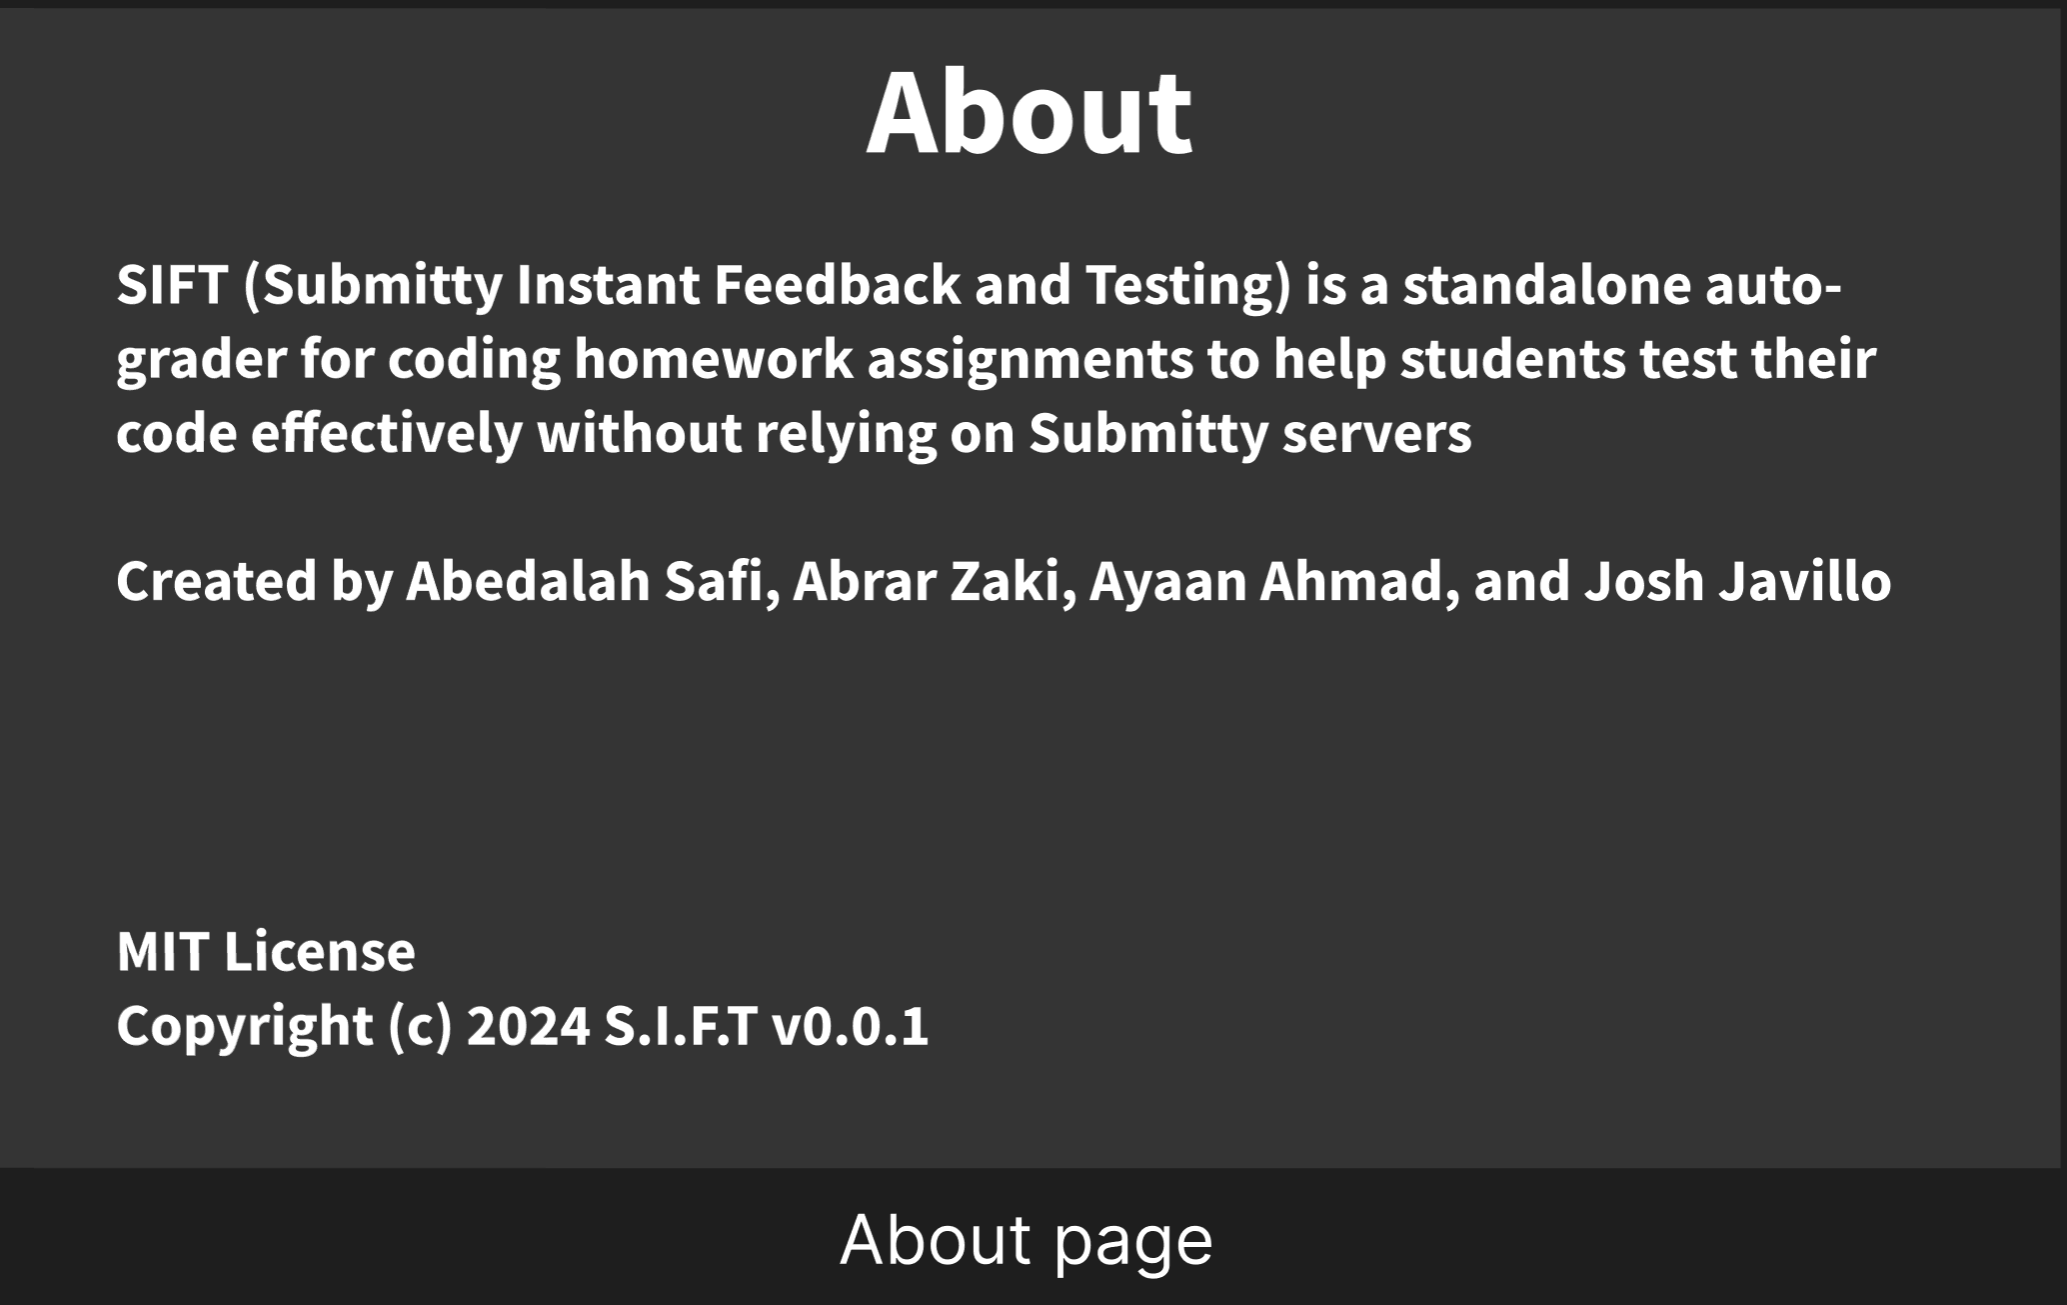 About
SIFT (Submitty Instant Feedback and Testing) is a standalone auto-
grader for coding homework assignments to help students test their
code effectively without relying on Submitty servers
Created by Abedalah Safi, Abrar Zaki, Ayaan Ahmad, and Josh Javillo
MIT License
Copyright (c) 2024 S.I.F.T v0.0.1
About page